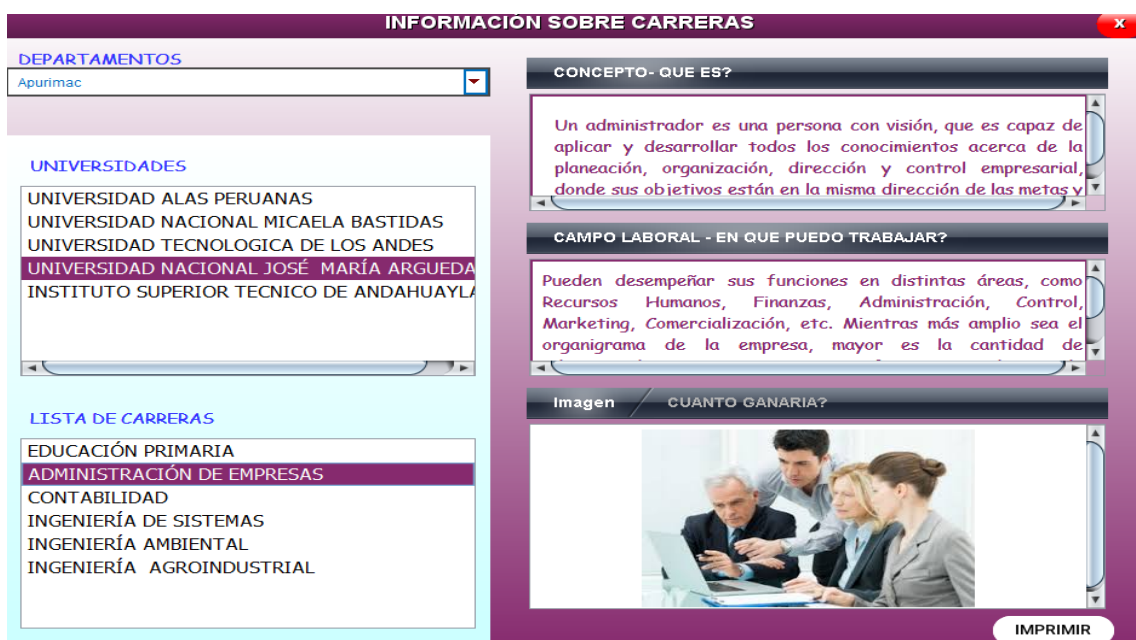 INFORMACIÓN SOBRE CARRERAS
X
DEPARTAMENTOS
Apurimac
UNIVERSIDADES
UNIVERSIDAD ALAS PERUANAS
UNIVERSIDAD NACIONAL MICAELA BASTIDAS
UNIVERSIDAD TECNOLOGICA DE LOS ANDES
UNIVERSIDAD NACIONAL JOSÉ MARÍA ARGUEDA
INSTITUTO SUPERIOR TECNICO DE ANDAHUAYLA
LISTA DE CARRERAS
EDUCACIÓN PRIMARIA
ADMINISTRACIÓN DE EMPRESAS
CONTABILIDAD
INGENIERÍA DE SISTEMAS
INGENIERÍA AMBIENTAL
INGENIERÍA AGROINDUSTRIAL
CONCEPTO- QUE ES?
Un administrador es una persona con visión, que es capaz de
aplicar y desarrollar todos los conocimientos acerca de la
planeación, organización, dirección y control empresarial,
donde sus objetivos están en la misma dirección de las metas y
CAMPO LABORAL - EN QUE PUEDO TRABAJAR?
Pueden desempeñar sus funciones en distintas áreas, como
Recursos Humanos, Finanzas, Administración, Control,
Marketing, Comercialización, etc. Mientras más amplio sea el
organigrama de la empresa, mayor es la cantidad de
Imagen CUANTO GANARIA?
IMPRIMIR